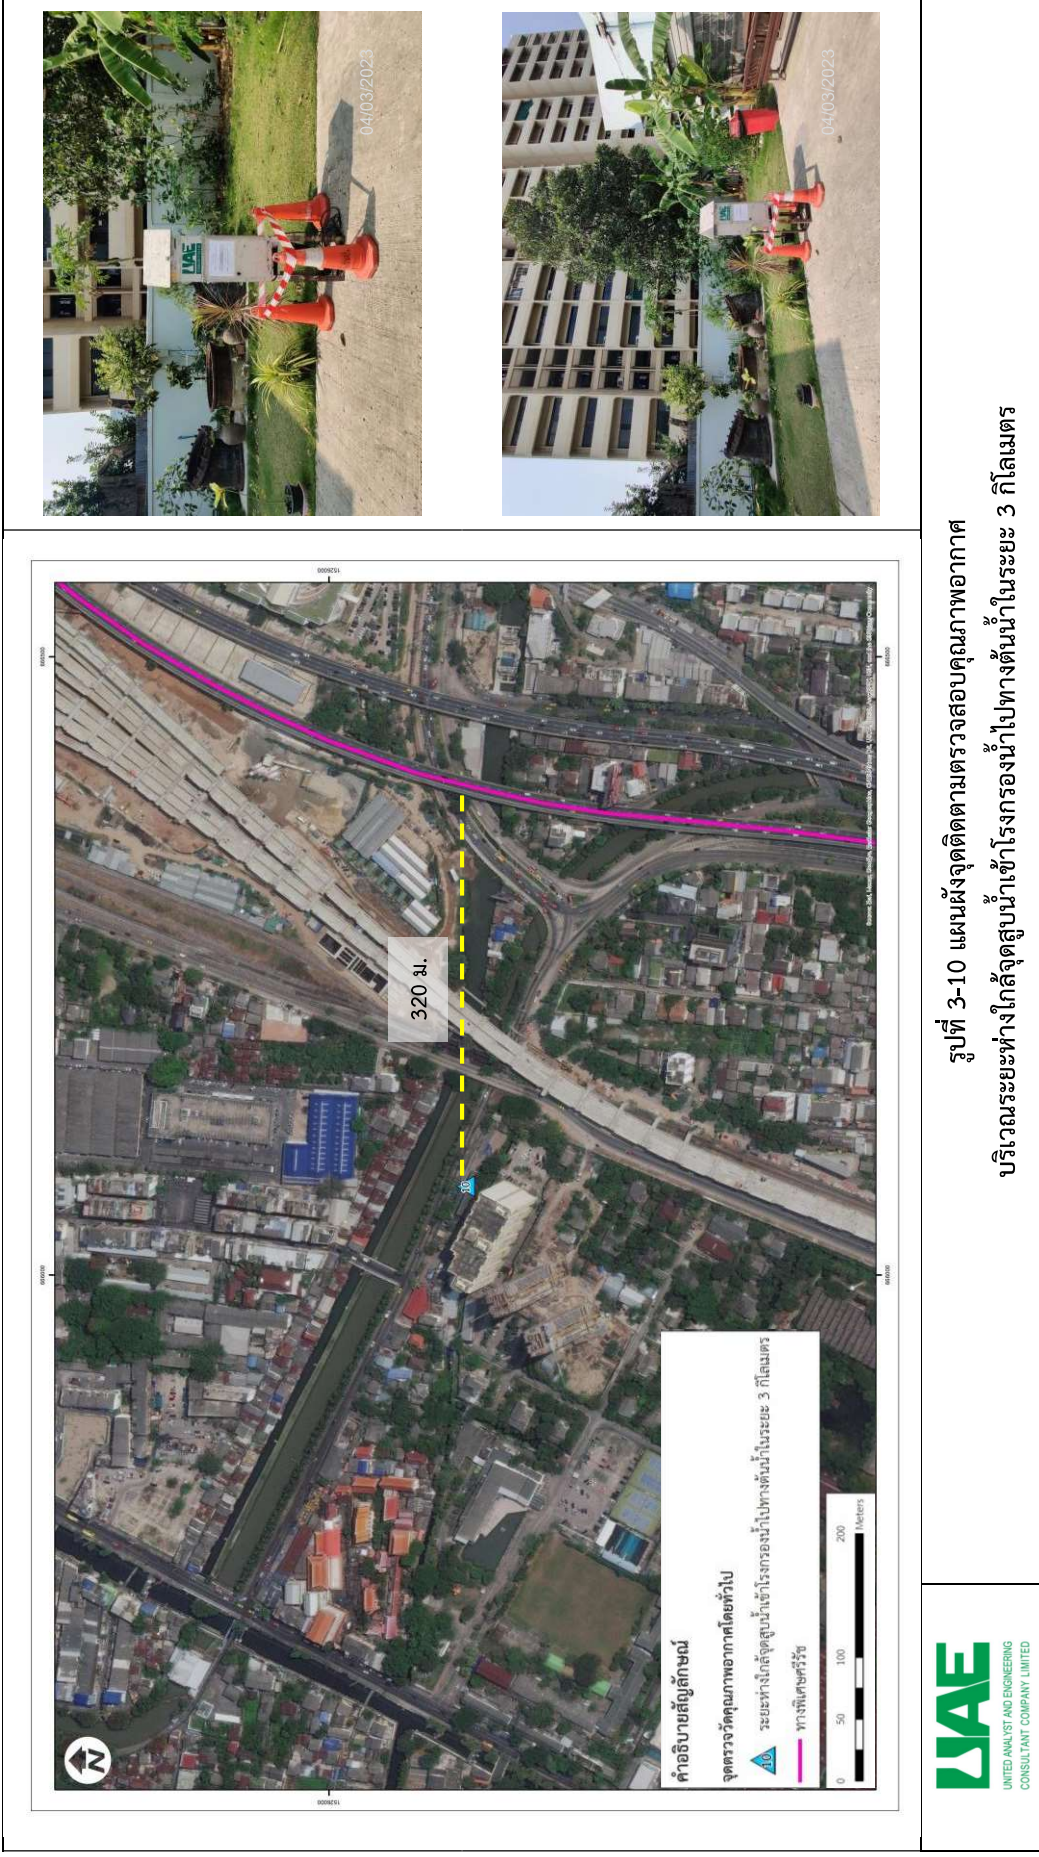 04/03/2023
04/03/2023
UAE
UAE
666500
666500
666000
666000
1526000
1526000
320 ม.
10
N
คำอธิบายสัญลักษณ์
จุดตรวจวัดคุณภาพอากาศโดยทั่วไป
10 ระยะห่างใกล้จุดสูบน้ำเข้าโรงกรองน้ำไปทางต้นน้ำในระยะ 3 กิโลเมตร
ทางพิเศษศรีรัช
0 50 100 200
Meters
รูปที่ 3-10 แผนผังจุดติดตามตรวจสอบคุณภาพอากาศ
บริเวณระยะห่างใกล้จุดสูบน้ำเข้าโรงกรองน้ำไปทางต้นน้ำในระยะ 3 กิโลเมตร
UAE
UNITED ANALYST AND ENGINEERING
CONSULTANT COMPANY LIMITED